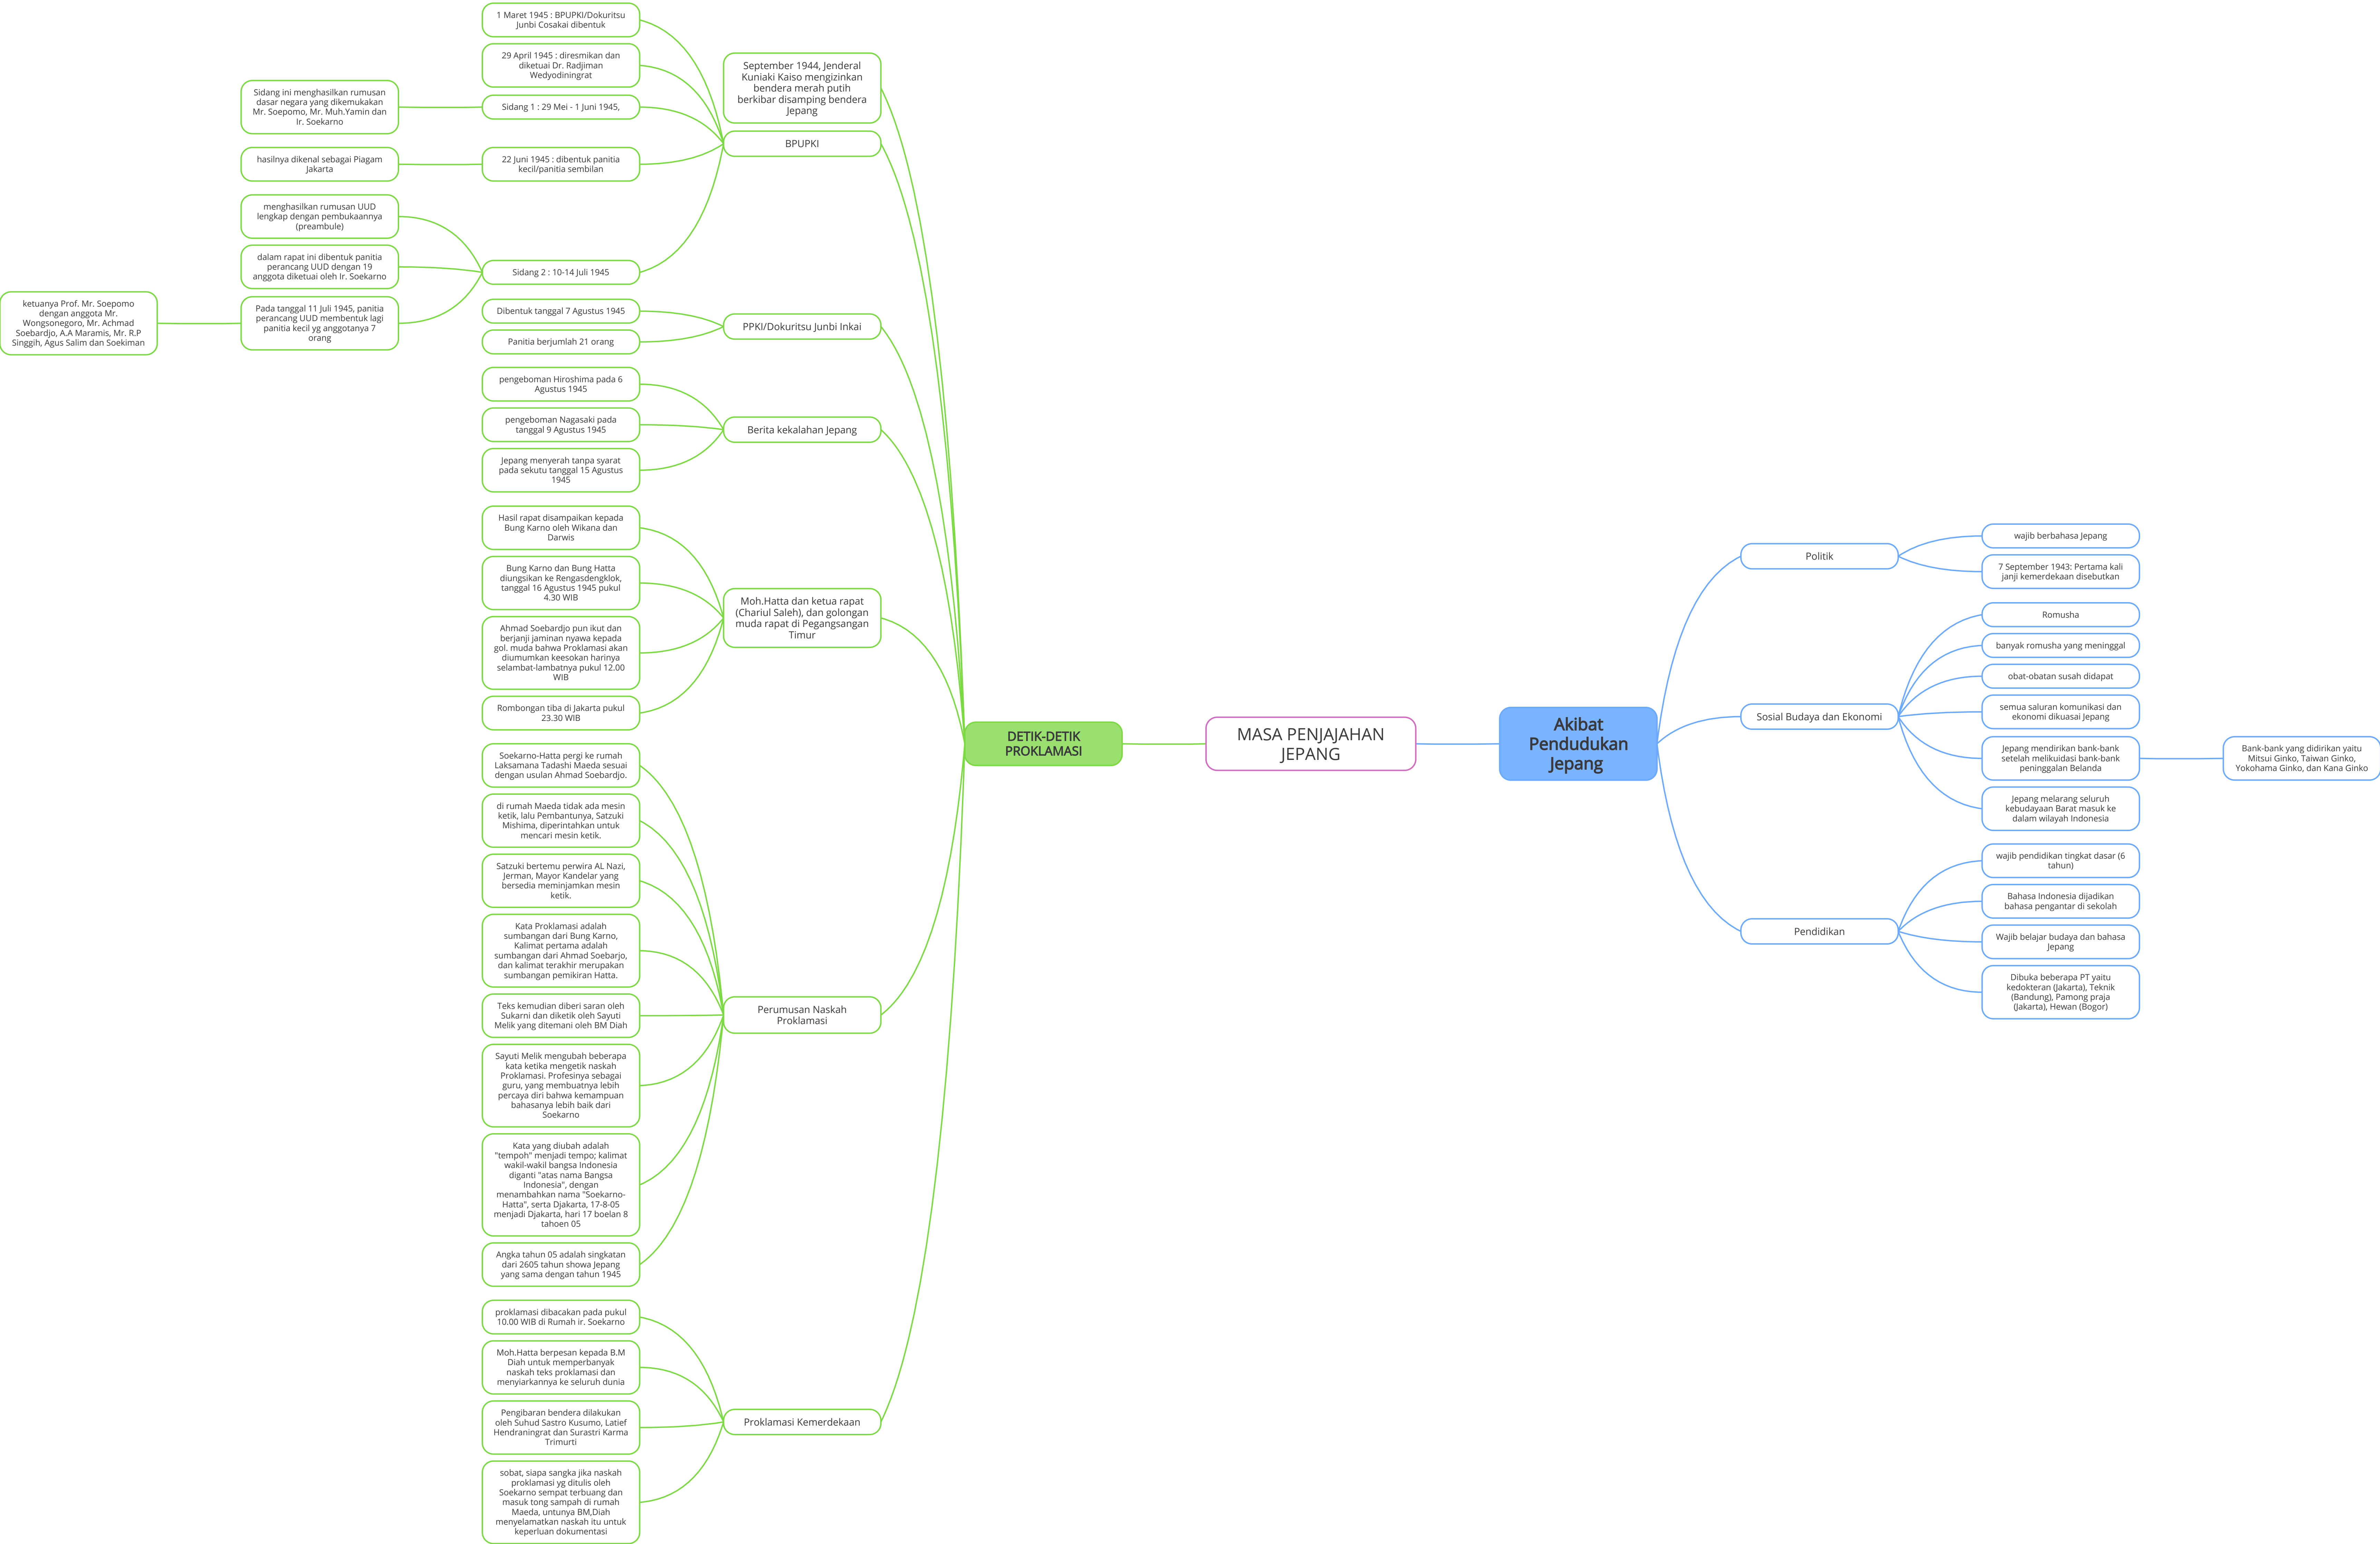 MASA PENJAJAHAN
JEPANG
DETIK-DETIK
PROKLAMASI
September 1944, Jenderal
Kuniaki Kaiso mengizinkan
bendera merah putih
berkibar disamping bendera
Jepang
BPUPKI
1 Maret 1945 : BPUPKI/Dokuritsu
Junbi Cosakai dibentuk
29 April 1945 : diresmikan dan
diketuai Dr. Radjiman
Wedyodiningrat
Sidang 1 : 29 Mei - 1 Juni 1945,
Sidang ini menghasilkan rumusan
dasar negara yang dikemukakan
Mr. Soepomo, Mr. Muh.Yamin dan
Ir. Soekarno
22 Juni 1945 : dibentuk panitia
kecil/panitia sembilan
hasilnya dikenal sebagai Piagam
Jakarta
Sidang 2 : 10-14 Juli 1945
menghasilkan rumusan UUD
lengkap dengan pembukaannya
(preambule)
dalam rapat ini dibentuk panitia
perancang UUD dengan 19
anggota diketuai oleh Ir. Soekarno
Pada tanggal 11 Juli 1945, panitia
perancang UUD membentuk lagi
panitia kecil yg anggotanya 7
orang
ketuanya Prof. Mr. Soepomo
dengan anggota Mr.
Wongsonegoro, Mr. Achmad
Soebardjo, A.A Maramis, Mr. R.P
Singgih, Agus Salim dan Soekiman
PPKI/Dokuritsu Junbi Inkai
Dibentuk tanggal 7 Agustus 1945
Panitia berjumlah 21 orang
Berita kekalahan Jepang
pengeboman Hiroshima pada 6
Agustus 1945
pengeboman Nagasaki pada
tanggal 9 Agustus 1945
Jepang menyerah tanpa syarat
pada sekutu tanggal 15 Agustus
1945
Moh.Hatta dan ketua rapat
(Chariul Saleh), dan golongan
muda rapat di Pegangsangan
Timur
Hasil rapat disampaikan kepada
Bung Karno oleh Wikana dan
Darwis
Bung Karno dan Bung Hatta
diungsikan ke Rengasdengklok,
tanggal 16 Agustus 1945 pukul
4.30 WIB
Ahmad Soebardjo pun ikut dan
berjanji jaminan nyawa kepada
gol. muda bahwa Proklamasi akan
diumumkan keesokan harinya
selambat-lambatnya pukul 12.00
WIB
Rombongan tiba di Jakarta pukul
23.30 WIB
Perumusan Naskah
Proklamasi
Soekarno-Hatta pergi ke rumah
Laksamana Tadashi Maeda sesuai
dengan usulan Ahmad Soebardjo.
di rumah Maeda tidak ada mesin
ketik, lalu Pembantunya, Satzuki
Mishima, diperintahkan untuk
mencari mesin ketik.
Satzuki bertemu perwira AL Nazi,
Jerman, Mayor Kandelar yang
bersedia meminjamkan mesin
ketik.
Kata Proklamasi adalah
sumbangan dari Bung Karno,
Kalimat pertama adalah
sumbangan dari Ahmad Soebarjo,
dan kalimat terakhir merupakan
sumbangan pemikiran Hatta.
Teks kemudian diberi saran oleh
Sukarni dan diketik oleh Sayuti
Melik yang ditemani oleh BM Diah
Sayuti Melik mengubah beberapa
kata ketika mengetik naskah
Proklamasi. Profesinya sebagai
guru, yang membuatnya lebih
percaya diri bahwa kemampuan
bahasanya lebih baik dari
Soekarno
Kata yang diubah adalah
"tempoh" menjadi tempo; kalimat
wakil-wakil bangsa Indonesia
diganti "atas nama Bangsa
Indonesia", dengan
menambahkan nama "Soekarno-
Hatta", serta Djakarta, 17-8-05
menjadi Djakarta, hari 17 boelan 8
tahoen 05
Angka tahun 05 adalah singkatan
dari 2605 tahun showa Jepang
yang sama dengan tahun 1945
Proklamasi Kemerdekaan
proklamasi dibacakan pada pukul
10.00 WIB di Rumah ir. Soekarno
Moh.Hatta berpesan kepada B.M
Diah untuk memperbanyak
naskah teks proklamasi dan
menyiarkannya ke seluruh dunia
Pengibaran bendera dilakukan
oleh Suhud Sastro Kusumo, Latief
Hendraningrat dan Surastri Karma
Trimurti
sobat, siapa sangka jika naskah
proklamasi yg ditulis oleh
Soekarno sempat terbuang dan
masuk tong sampah di rumah
Maeda, untunya BM,Diah
menyelamatkan naskah itu untuk
keperluan dokumentasi
Akibat
Pendudukan
Jepang
Politik
wajib berbahasa Jepang
7 September 1943: Pertama kali
janji kemerdekaan disebutkan
Sosial Budaya dan Ekonomi
Romusha
banyak romusha yang meninggal
obat-obatan susah didapat
semua saluran komunikasi dan
ekonomi dikuasai Jepang
Jepang mendirikan bank-bank
setelah melikuidasi bank-bank
peninggalan Belanda
Bank-bank yang didirikan yaitu
Mitsui Ginko, Taiwan Ginko,
Yokohama Ginko, dan Kana Ginko
Jepang melarang seluruh
kebudayaan Barat masuk ke
dalam wilayah Indonesia
Pendidikan
wajib pendidikan tingkat dasar (6
tahun)
Bahasa Indonesia dijadikan
bahasa pengantar di sekolah
Wajib belajar budaya dan bahasa
Jepang
Dibuka beberapa PT yaitu
kedokteran (Jakarta), Teknik
(Bandung), Pamong praja
(Jakarta), Hewan (Bogor)